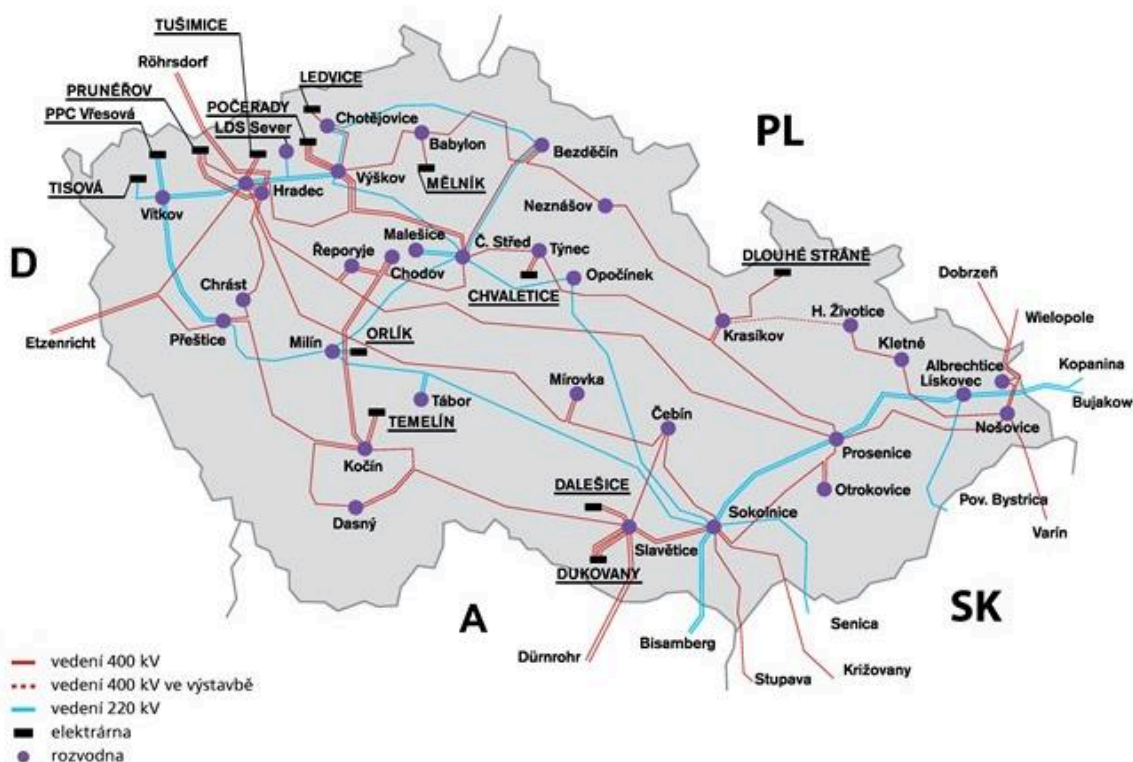 TUŠIMICE
Röhrsdorf
LEDVICE
PRUNÉŘOV
POČERADY
PPC Vřesová
LDS Sever
Chotějovice
Babylon
Bezděčín
PL
TISOVÁ
Hradec
Výškov
MĚLNÍK
Vítkov
Neznášov
D
Malešice
Č. Střed
Týnec
Řeporyje
Chodov
Opočínek
DLOUHÉ STRÁNĚ
Dobrzeň
Chrást
CHVALETICE
Krasíkov
H. Životice
Wielopole
Etzenricht
Přeštice
Milín
ORLÍK
Kletné
Albrechtice
Kopanina
Mírovka
Lískovec
Bujakow
Tábor
Čebín
Nošovice
TEMELÍN
Kočín
Prosenice
DALEŠICE
Otrokovice
Pov. Bystrica
Dasný
Sokolnice
Varín
Slavětice
DUKOVANY
A
SK
Senica
Bisamberg
Dürnrohr
Stupava
Križovany
vedení 400 kV
vedení 400 kV ve výstavbě
vedení 220 kV
elektrárna
rozvodna